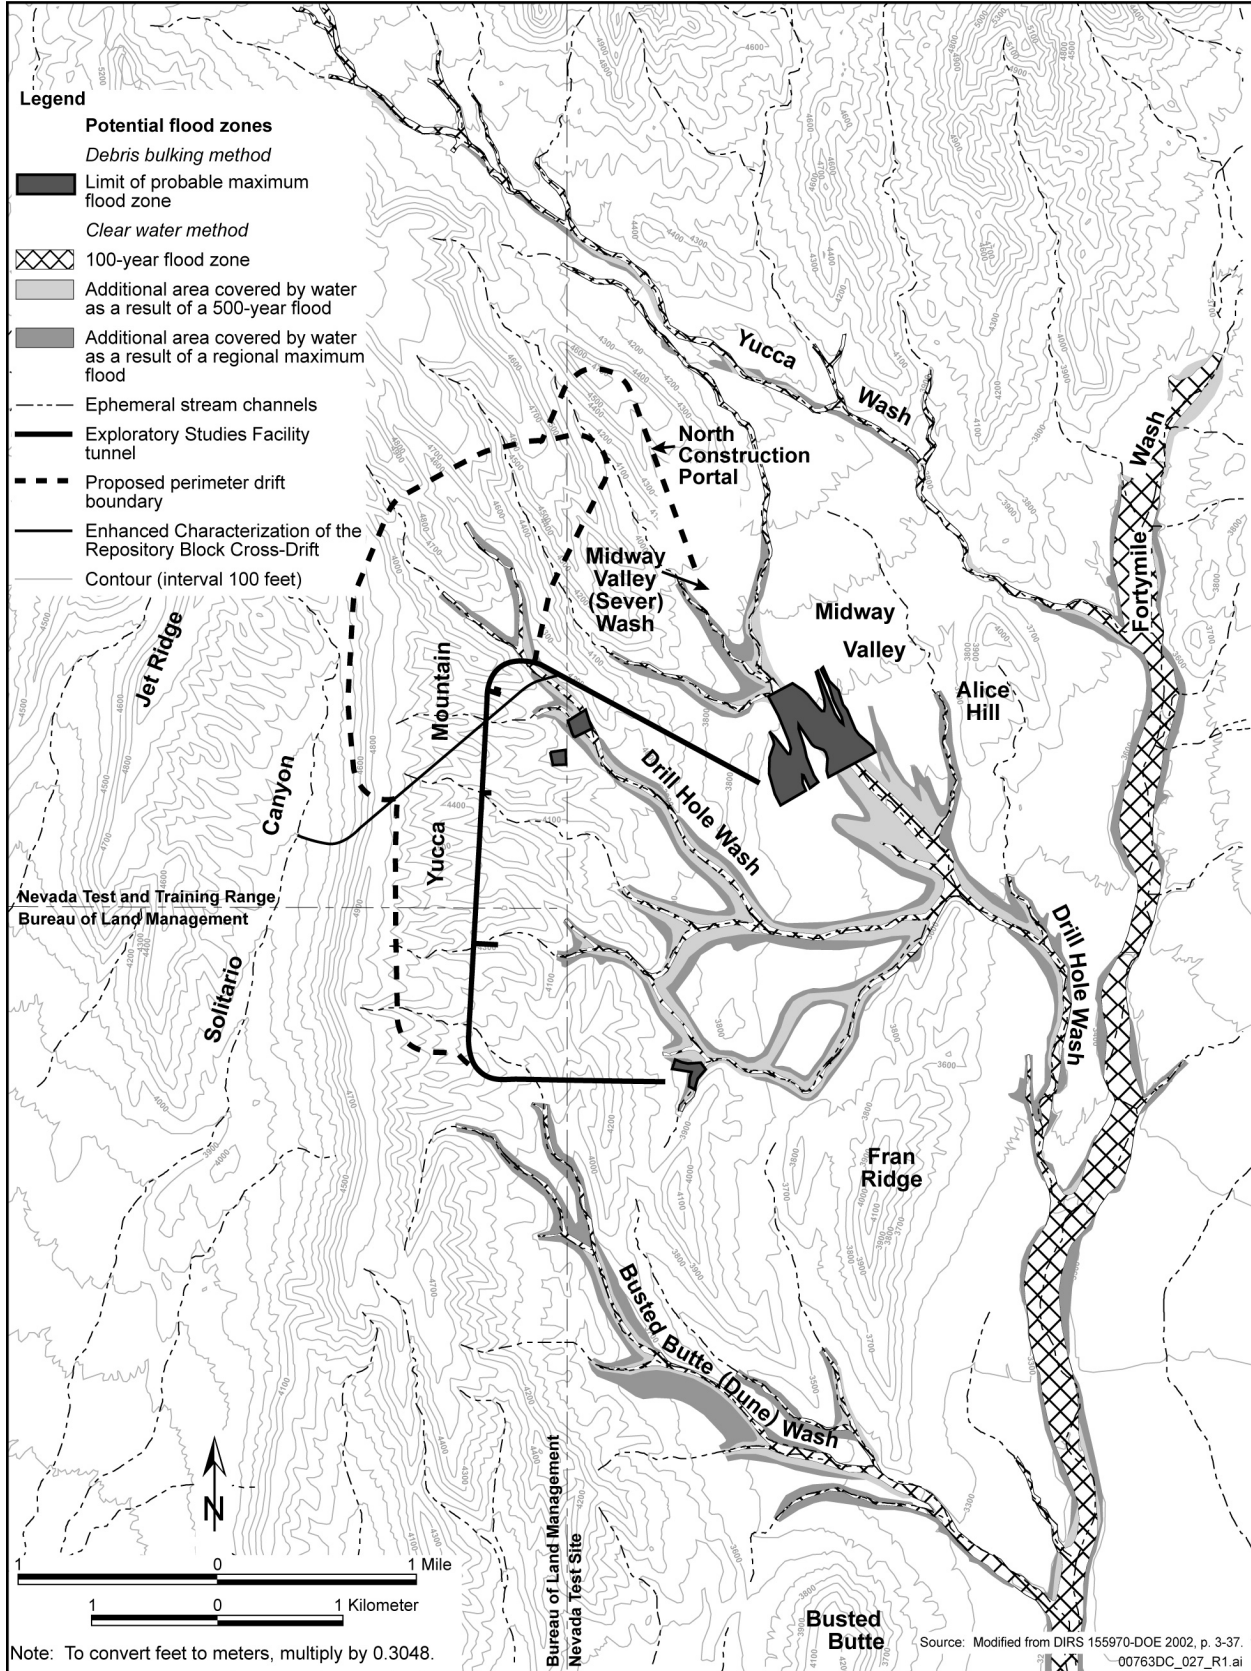 Legend
Potential flood zones
Debris bulking method
Limit of probable maximum
flood zone
Clear water method
100-year flood zone
Additional area covered by water
as a result of a 500-year flood
Additional area covered by water
as a result of a regional maximum
flood
Ephemeral stream channels
Exploratory Studies Facility
tunnel
Proposed perimeter drift
boundary
Enhanced Characterization of the
Repository Block Cross-Drift
Contour (interval 100 feet)
Yucca
Wash
North
Construction
Portal
Fortymile Wash
Midway
Valley
(Sever)
Wash
Midway
Valley
Alice
Hill
Jet Ridge
Yucca Mountain
Drill Hole Wash
Solitario Canyon
Nevada Test and Training Range
Bureau of Land Management
Drill Hole Wash
Fran
Ridge
Busted Butte (Dune) Wash
N
Bureau of Land Management
Nevada Test Site
1 0 1 Mile
1 0 1 Kilometer
Busted
Butte
Note: To convert feet to meters, multiply by 0.3048.
Source: Modified from DIRS 155970-DOE 2002, p. 3-37.
00763DC_027_R1.ai